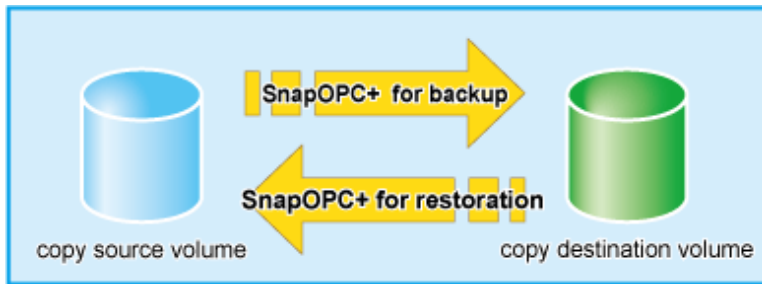 SnapOPC+ for backup
SnapOPC+ for restoration
copy source volume
copy destination volume